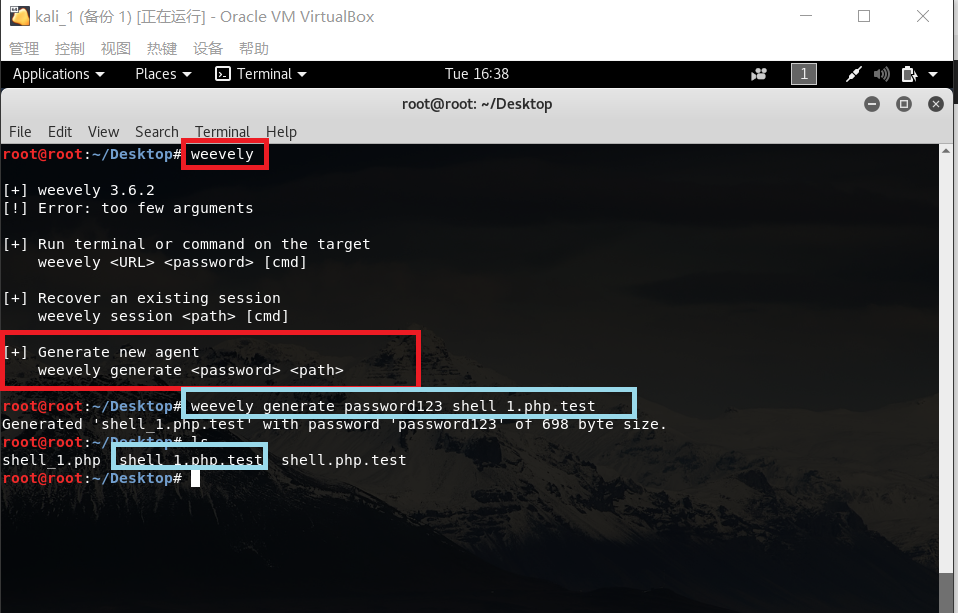 kali_1 (备份 1) [正在运行] - Oracle VM VirtualBox
管理 控制 视图 热键 设备 帮助
Applications Places Terminal Tue 16:38 1
root@root: ~/Desktop
File Edit View Search Terminal Help
root@root:~/Desktop# weevely
[+] weevely 3.6.2
[!] Error: too few arguments
[+] Run terminal or command on the target
weevely <URL> <password> [cmd]
[+] Recover an existing session
weevely session <path> [cmd]
[+] Generate new agent
weevely generate <password> <path>
root@root:~/Desktop# weevely generate password123 shell_1.php.test
Generated 'shell_1.php.test' with password 'password123' of 698 byte size.
root@root:~/Desktop# ls
shell_1.php shell_1.php.test shell.php.test
root@root:~/Desktop#